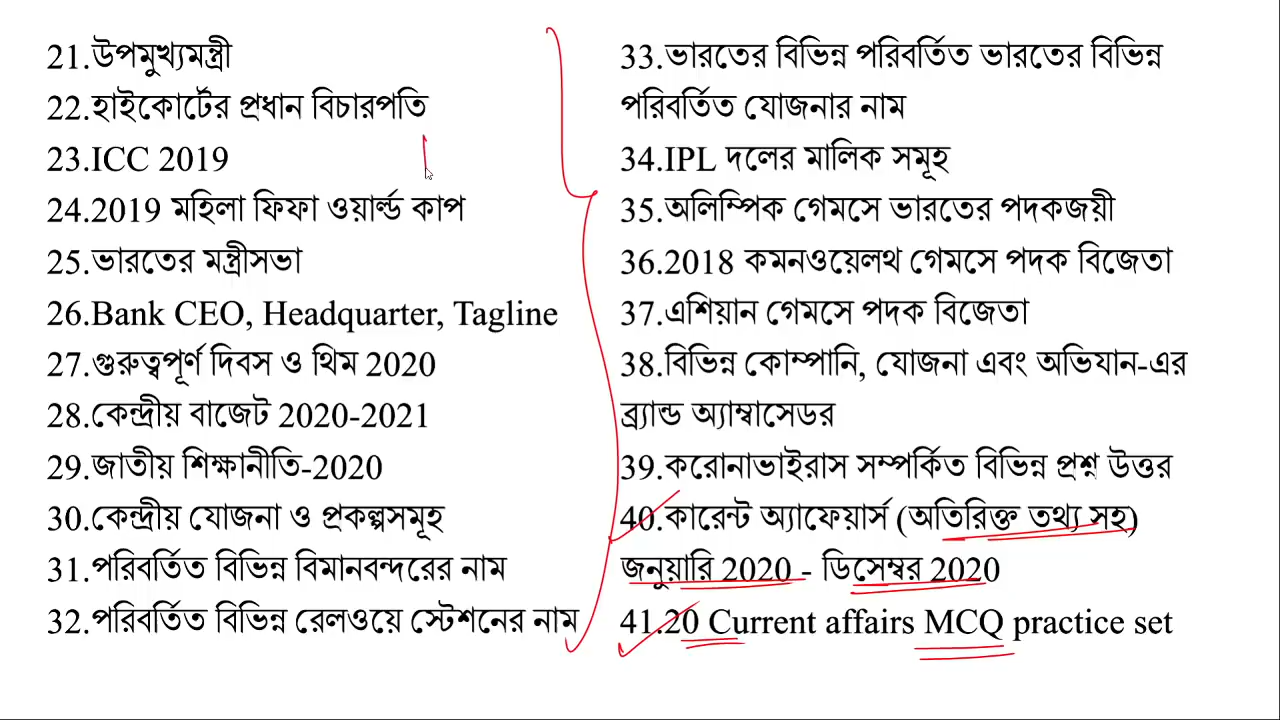 21.উপমুখ্যমন্ত্রী
22.হাইকোর্টের প্রধান বিচারপতি
23.ICC 2019
24.2019 মহিলা ফিফা ওয়ার্ল্ড কাপ
25.ভারতের মন্ত্রীসভা
26.Bank CEO, Headquarter, Tagline
27.গুরুত্বপূর্ণ দিবস ও থিম 2020
28.কেন্দ্রীয় বাজেট 2020-2021
29.জাতীয় শিক্ষানীতি-2020
30.কেন্দ্রীয় যোজনা ও প্রকল্পসমূহ
31.পরিবর্তিত বিভিন্ন বিমানবন্দরের নাম
32.পরিবর্তিত বিভিন্ন রেলওয়ে স্টেশনের নাম
33.ভারতের বিভিন্ন পরিবর্তিত ভারতের বিভিন্ন
পরিবর্তিত যোজনার নাম
34.IPL দলের মালিক সমূহ
35.অলিম্পিক গেমসে ভারতের পদকজয়ী
36.2018 কমনওয়েলথ গেমসে পদক বিজেতা
37.এশিয়ান গেমসে পদক বিজেতা
38.বিভিন্ন কোম্পানি, যোজনা এবং অভিযান-এর
ব্র্যান্ড অ্যাম্বাসেডর
39.করোনাভাইরাস সম্পর্কিত বিভিন্ন প্রশ্ন উত্তর
40.কারেন্ট অ্যাফেয়ার্স (অতিরিক্ত তথ্য সহ)
জনুয়ারি 2020 - ডিসেম্বর 2020
41.20 Current affairs MCQ practice set